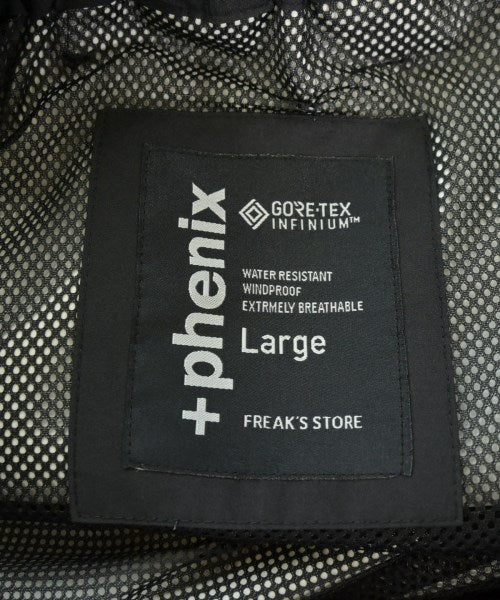 +phenix
GORE-TEX
INFINIUM™
WATER RESISTANT
WINDPROOF
EXTRMELY BREATHABLE
Large
FREAK'S STORE